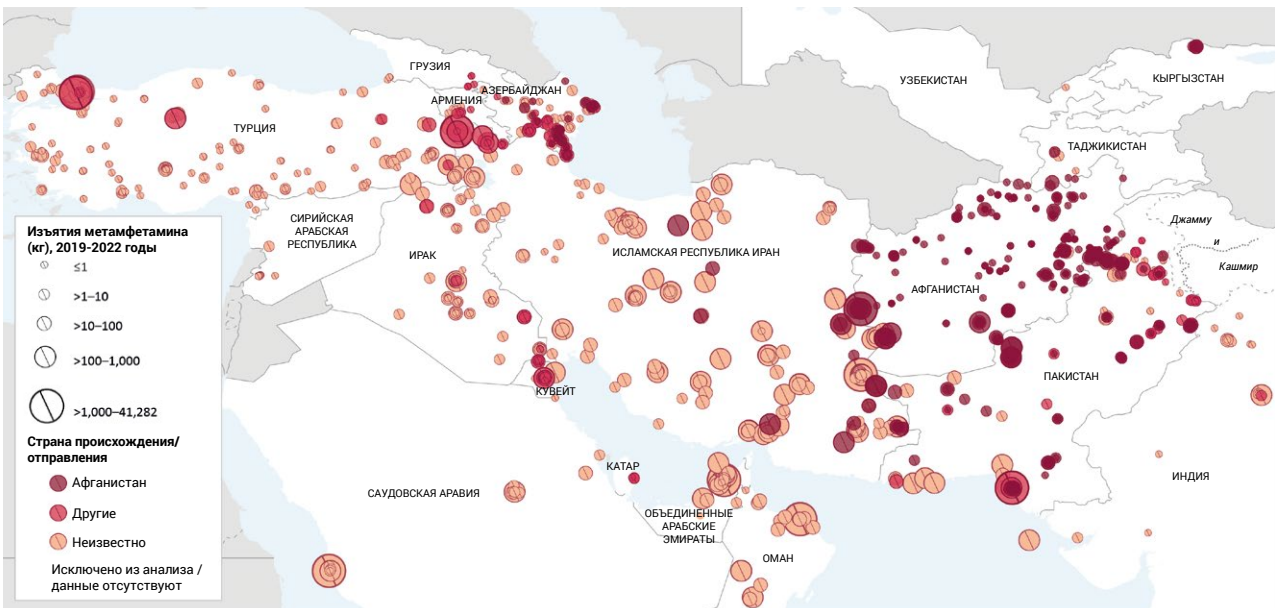 ГРУЗИЯ
АЗЕРБАЙДЖАН
АРМЕНИЯ
ТУРЦИЯ
УЗБЕКИСТАН
КЫРГЫЗСТАН
ТАДЖИКИСТАН
Джамму
и
Кашмир
СИРИЙСКАЯ
АРАБСКАЯ
РЕСПУБЛИКА
ИРАК
ИСЛАМСКАЯ РЕСПУБЛИКА ИРАН
АФГАНИСТАН
ПАКИСТАН
КУВЕЙТ
КАТАР
САУДОВСКАЯ АРАВИЯ
ОБЪЕДИНЕННЫЕ
АРАБСКИЕ
ЭМИРАТЫ
ОМАН
ИНДИЯ
Изъятия метамфетамина
(кг), 2019-2022 годы
≤1
>1–10
>10–100
>100–1,000
>1,000–41,282
Страна происхождения/
отправления
Афганистан
Другие
Неизвестно
Исключено из анализа /
данные отсутствуют